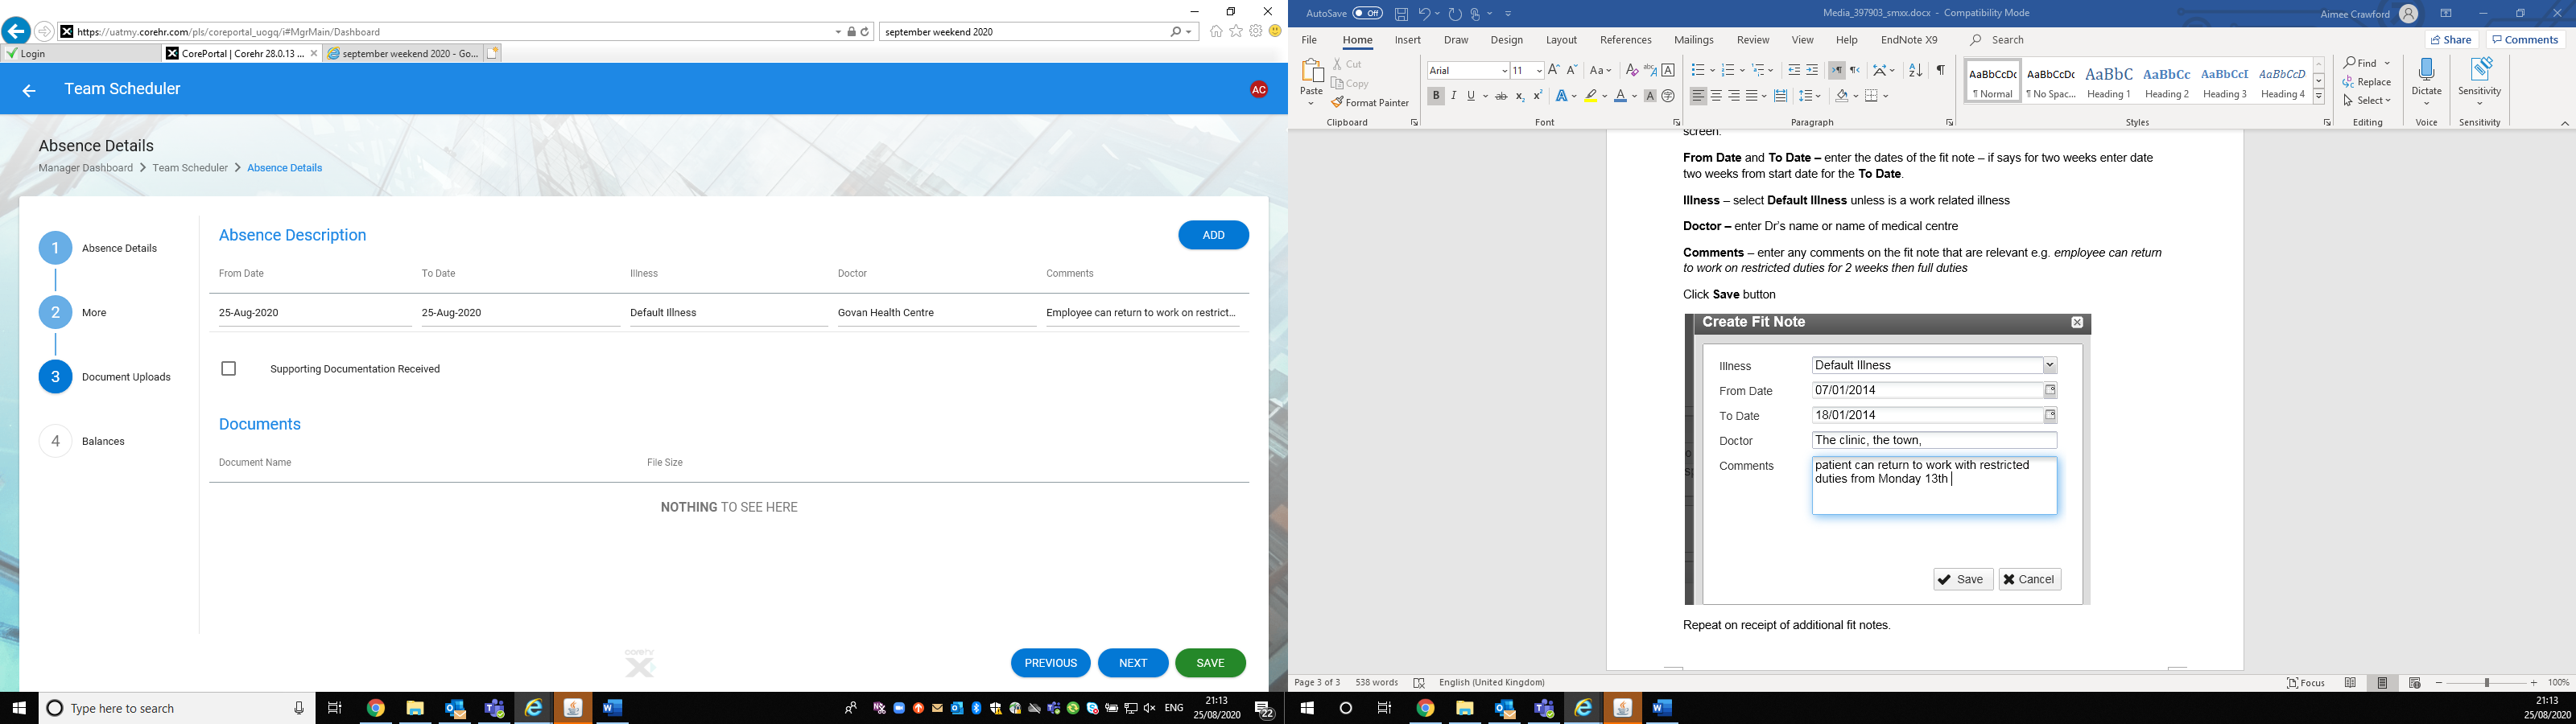 https://uatmy.corehr.com/pls/coreportal_uogq/i#MgrMain/Dashboard
september weekend 2020
Login
CorePortal | Corehr 28.0.13 ...
september weekend 2020 - Go...
Team Scheduler
AC
Absence Details
Manager Dashboard > Team Scheduler > Absence Details
1 Absence Details
2 More
3 Document Uploads
4 Balances
Absence Description
ADD
From Date To Date Illness Doctor Comments
25-Aug-2020 25-Aug-2020 Default Illness Govan Health Centre Employee can return to work on restrict...
Supporting Documentation Received
Documents
Document Name File Size
NOTHING TO SEE HERE
PREVIOUS NEXT SAVE
Type here to search
ENG
21:13
25/08/2020
22
AutoSave Off
Media_397903_smxx.docx - Compatibility Mode
Aimee Crawford
File Home Insert Draw Design Layout References Mailings Review View Help EndNote X9 Search
Share Comments
Paste
Cut
Copy
Format Painter
Clipboard
Arial 11
Font
Paragraph
AaBbCcDc AaBbCcDc AaBbC AaBbCc AaBbCcI AaBbCcD
¶ Normal ¶ No Spac... Heading 1 Heading 2 Heading 3 Heading 4
Styles
Find
Replace
Select
Editing
Dictate
Voice
Sensitivity
Sensitivity
screen.
From Date and To Date – enter the dates of the fit note – if says for two weeks enter date
two weeks from start date for the To Date.
Illness – select Default Illness unless is a work related illness
Doctor – enter Dr's name or name of medical centre
Comments – enter any comments on the fit note that are relevant e.g. employee can return
to work on restricted duties for 2 weeks then full duties
Click Save button
Create Fit Note
Illness Default Illness
From Date 07/01/2014
To Date 18/01/2014
Doctor The clinic, the town,
Comments patient can return to work with restricted
duties from Monday 13th
Save Cancel
Repeat on receipt of additional fit notes.
Page 3 of 3 538 words English (United Kingdom)
Focus
100%
21:13
25/08/2020